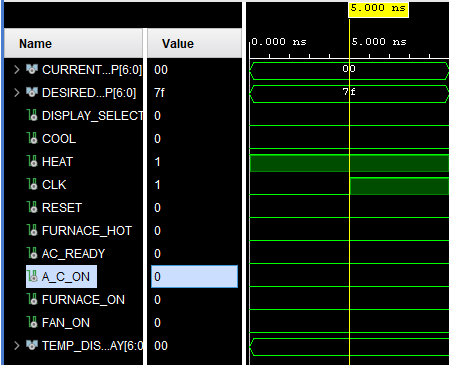 5.000 ns
Name Value
0.000 ns 5.000 ns
CURRENT...P[6:0] 00 00
DESIRED...P[6:0] 7f 7f
DISPLAY_SELECT 0
COOL 0
HEAT 1
CLK 1
RESET 0
FURNACE_HOT 0
AC_READY 0
A_C_ON 0
FURNACE_ON 0
FAN_ON 0
TEMP_DIS...AY[6:0 00